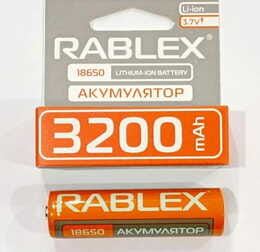 Li-ion
3.7V
RABLEX
18650 LITHIUM-ION BATTERY
АКУМУЛЯТОР
3200 mAh
RABLEX
18650 АКУМУЛЯТОР